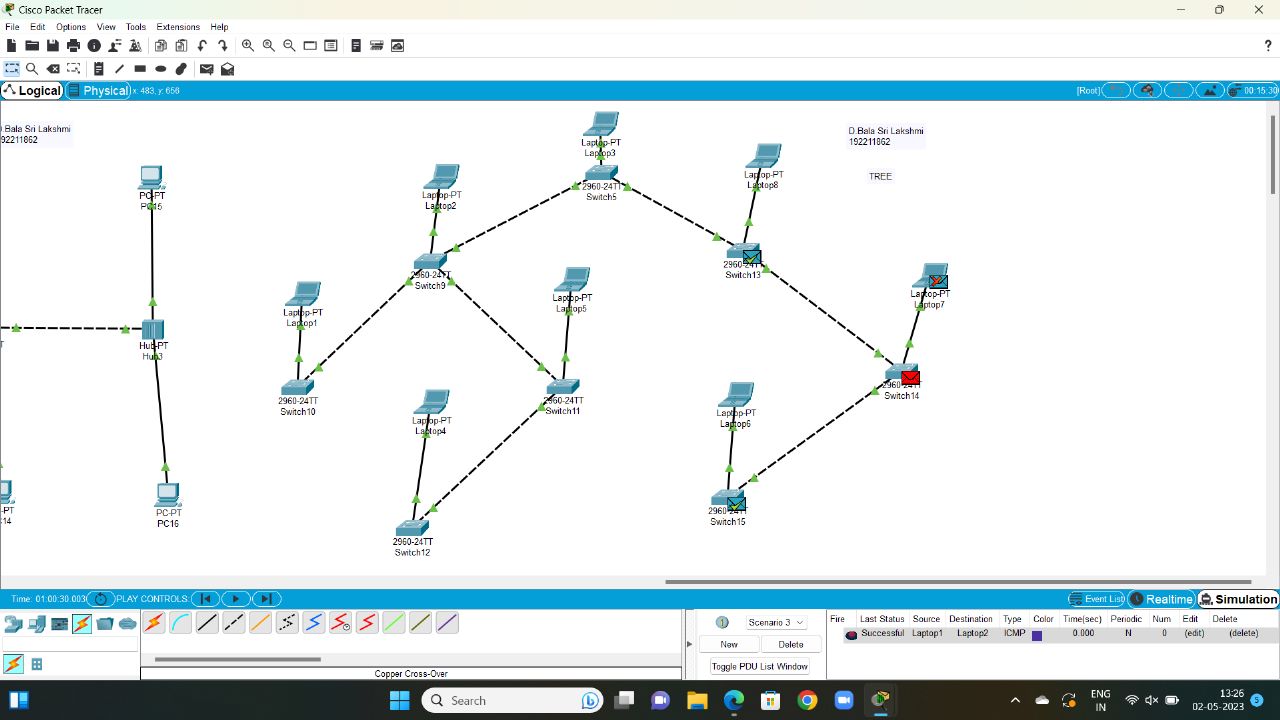 Cisco Packet Tracer
File Edit Options View Tools Extensions Help
?
Logical Physical x: 483, y: 656 [Root] 00:15:30
D.Bala Sri Lakshmi
192211862
Laptop-PT
Laptop3
2960-24TT
Switch5
D.Bala Sri Lakshmi
192211862
TREE
PC-PT
PC15
Laptop-PT
Laptop2
Laptop-PT
Laptop8
2960-24TT
Switch9
2960-24TT
Switch13
Laptop-PT
Laptop1
Laptop-PT
Laptop5
Laptop-PT
Laptop7
Hub-PT
Hub3
2960-24TT
Switch10
2960-24TT
Switch11
2960-24TT
Switch14
Laptop-PT
Laptop4
Laptop-PT
Laptop6
PC-PT
PC16
2960-24TT
Switch15
2960-24TT
Switch12
Time: 01:00:30.003 PLAY CONTROLS: Event List Realtime Simulation
Scenario 3
New Delete
Toggle PDU List Window
Fire Last Status Source Destination Type Color Time(sec) Periodic Num Edit Delete
Successful Laptop1 Laptop2 ICMP 0.000 N 0 (edit) (delete)
Copper Cross-Over
Search
ENG
IN
13:26
02-05-2023
5